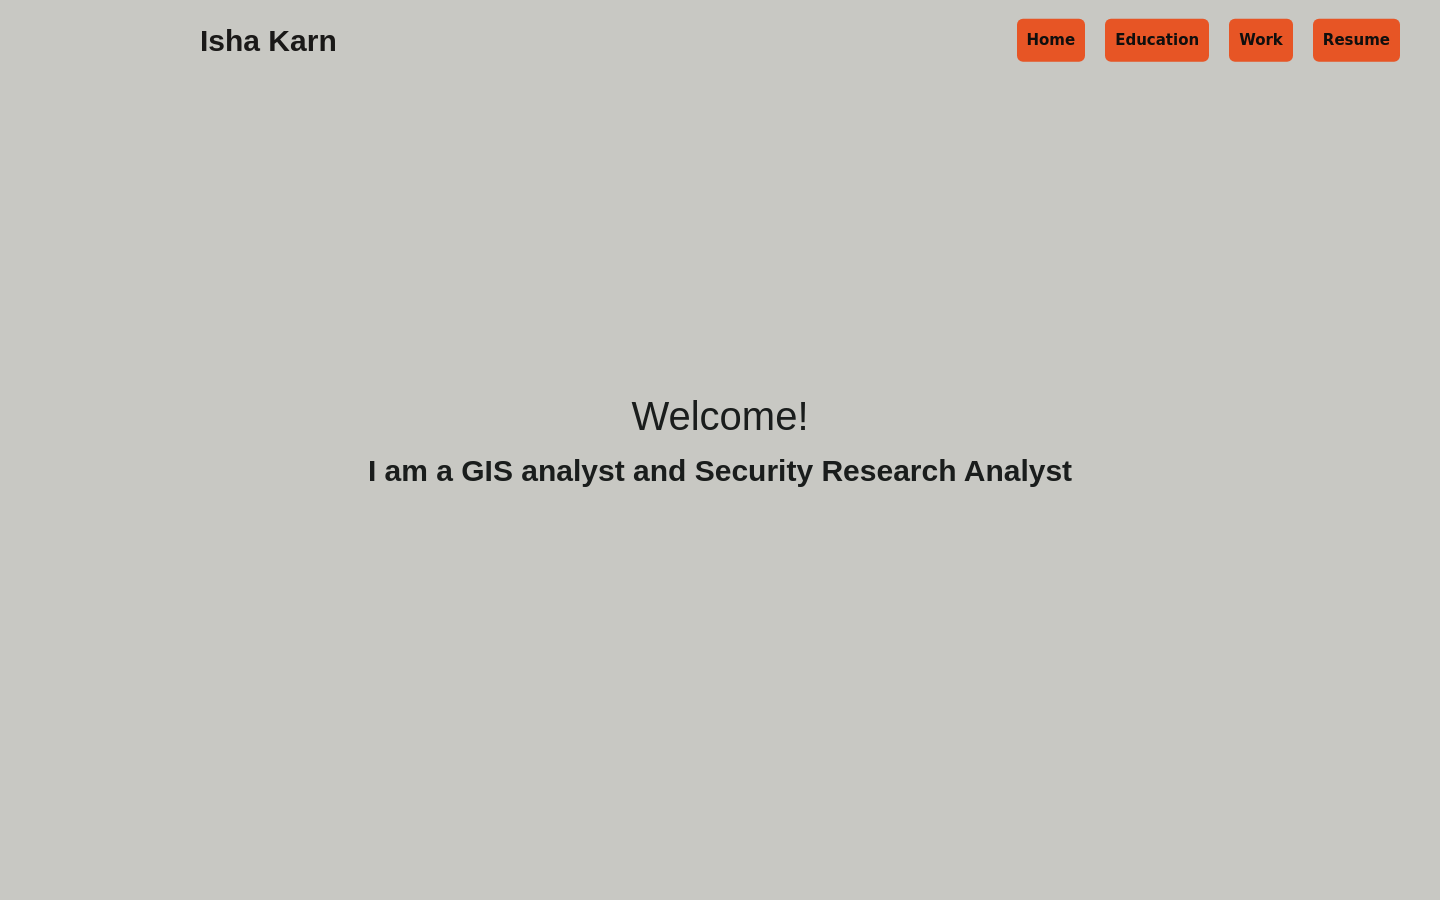 Isha Karn
Home Education Work Resume
Welcome!
I am a GIS analyst and Security Research Analyst